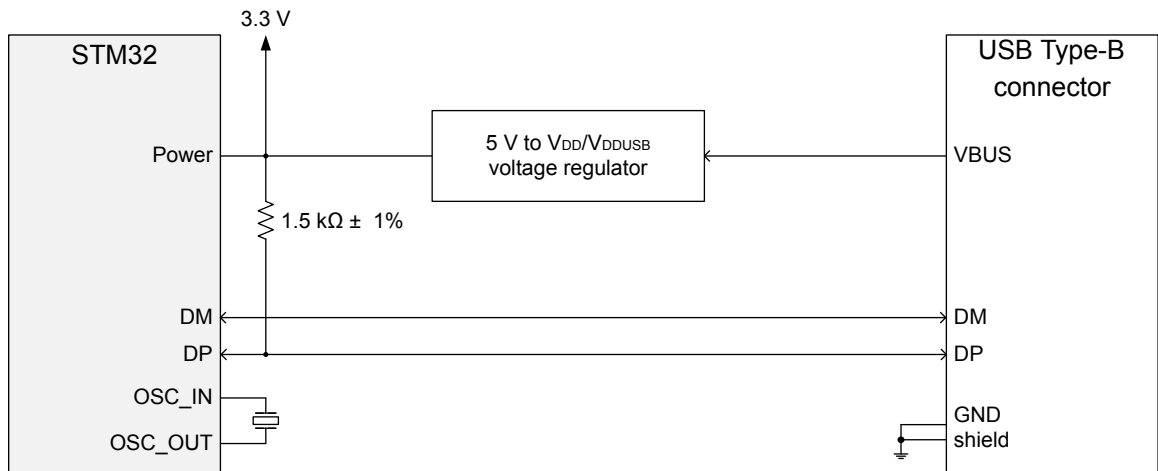 3.3 V
STM32
USB Type-B
connector
5 V to VDD/VDDUSB
voltage regulator
Power
VBUS
1.5 kΩ ± 1%
DM
DM
DP
DP
OSC_IN
GND
OSC_OUT
shield